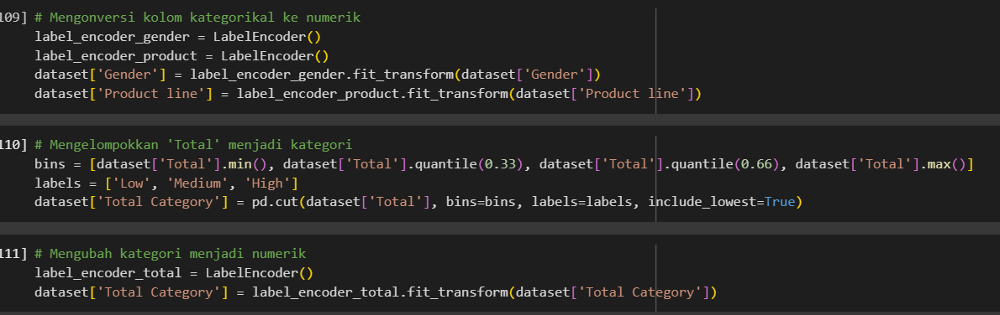 109] # Mengonversi kolom kategorikal ke numerik
label_encoder_gender = LabelEncoder()
label_encoder_product = LabelEncoder()
dataset['Gender'] = label_encoder_gender.fit_transform(dataset['Gender'])
dataset['Product line'] = label_encoder_product.fit_transform(dataset['Product line'])
110] # Mengelompokkan 'Total' menjadi kategori
bins = [dataset['Total'].min(), dataset['Total'].quantile(0.33), dataset['Total'].quantile(0.66), dataset['Total'].max()]
labels = ['Low', 'Medium', 'High']
dataset['Total Category'] = pd.cut(dataset['Total'], bins=bins, labels=labels, include_lowest=True)
111] # Mengubah kategori menjadi numerik
label_encoder_total = LabelEncoder()
dataset['Total Category'] = label_encoder_total.fit_transform(dataset['Total Category'])